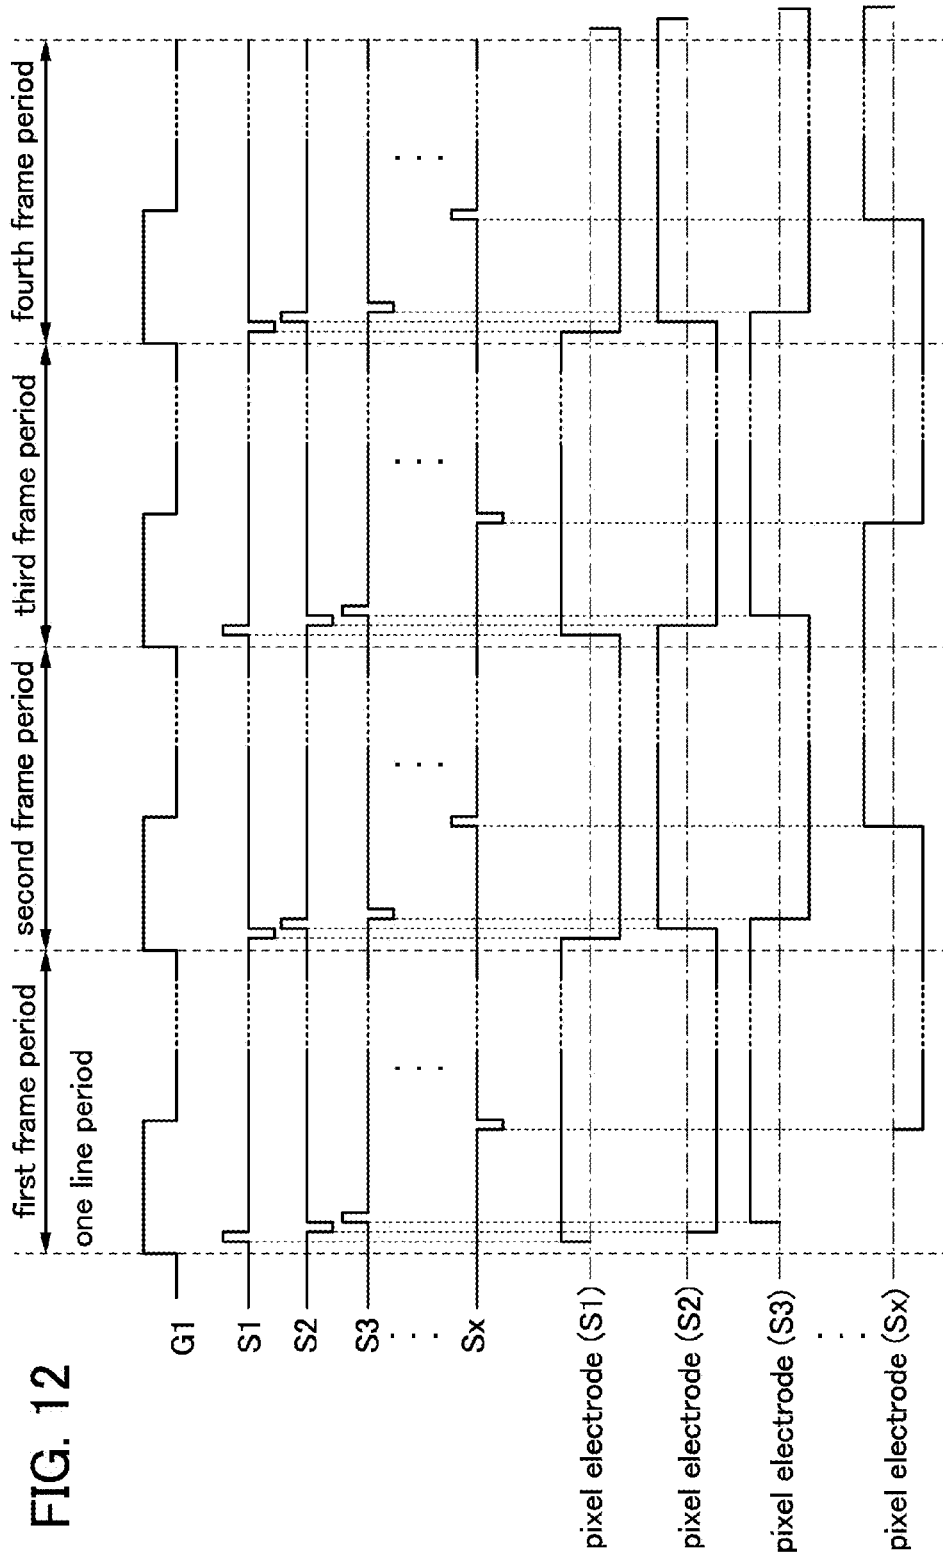 FIG. 12
first frame period
second frame period
third frame period
fourth frame period
one line period
G1
S1
S2
S3
Sx
pixel electrode (S1)
pixel electrode (S2)
pixel electrode (S3)
pixel electrode (Sx)